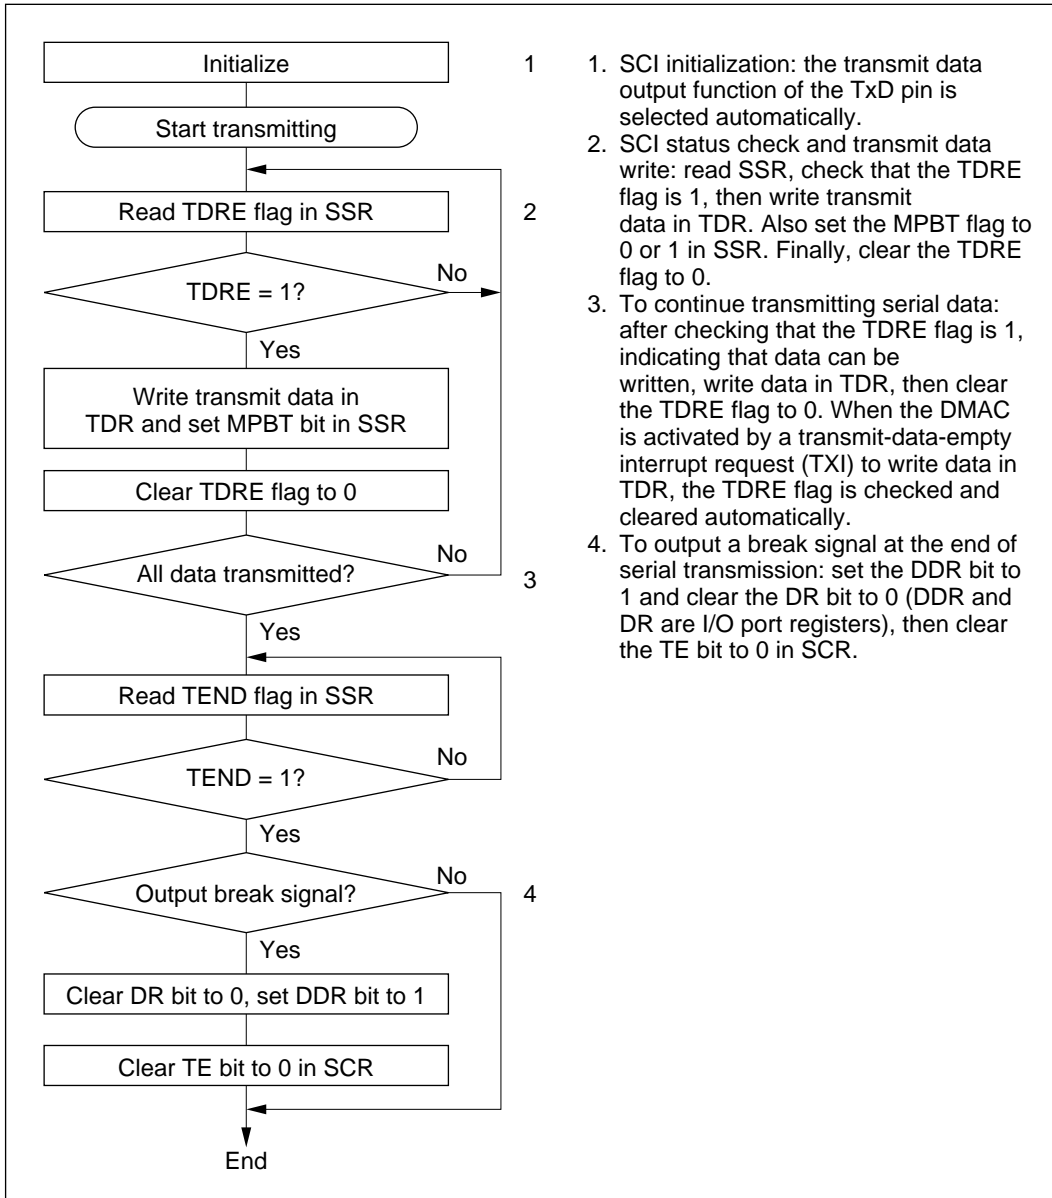 Initialize
1
Start transmitting
Read TDRE flag in SSR
2
TDRE = 1?
No
Yes
Write transmit data in
TDR and set MPBT bit in SSR
Clear TDRE flag to 0
All data transmitted?
No
3
Yes
Read TEND flag in SSR
TEND = 1?
No
Yes
Output break signal?
No
4
Yes
Clear DR bit to 0, set DDR bit to 1
Clear TE bit to 0 in SCR
End
1. SCI initialization: the transmit data
output function of the TxD pin is
selected automatically.
2. SCI status check and transmit data
write: read SSR, check that the TDRE
flag is 1, then write transmit
data in TDR. Also set the MPBT flag to
0 or 1 in SSR. Finally, clear the TDRE
flag to 0.
3. To continue transmitting serial data:
after checking that the TDRE flag is 1,
indicating that data can be
written, write data in TDR, then clear
the TDRE flag to 0. When the DMAC
is activated by a transmit-data-empty
interrupt request (TXI) to write data in
TDR, the TDRE flag is checked and
cleared automatically.
4. To output a break signal at the end of
serial transmission: set the DDR bit to
1 and clear the DR bit to 0 (DDR and
DR are I/O port registers), then clear
the TE bit to 0 in SCR.